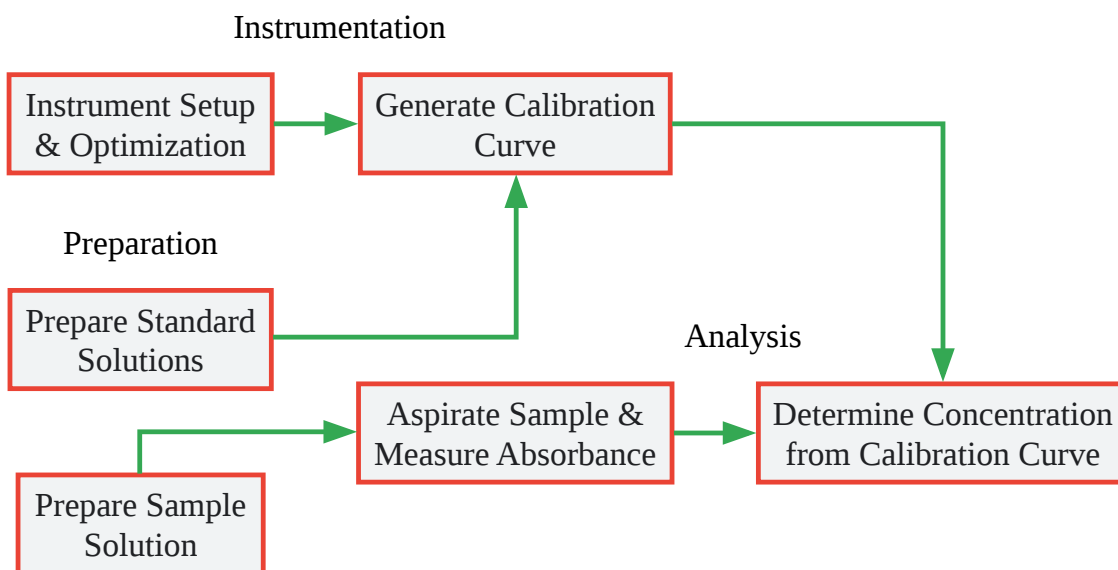 Instrumentation
Instrument Setup
& Optimization
Generate Calibration
Curve
Preparation
Prepare Standard
Solutions
Analysis
Aspirate Sample &
Measure Absorbance
Determine Concentration
from Calibration Curve
Prepare Sample
Solution